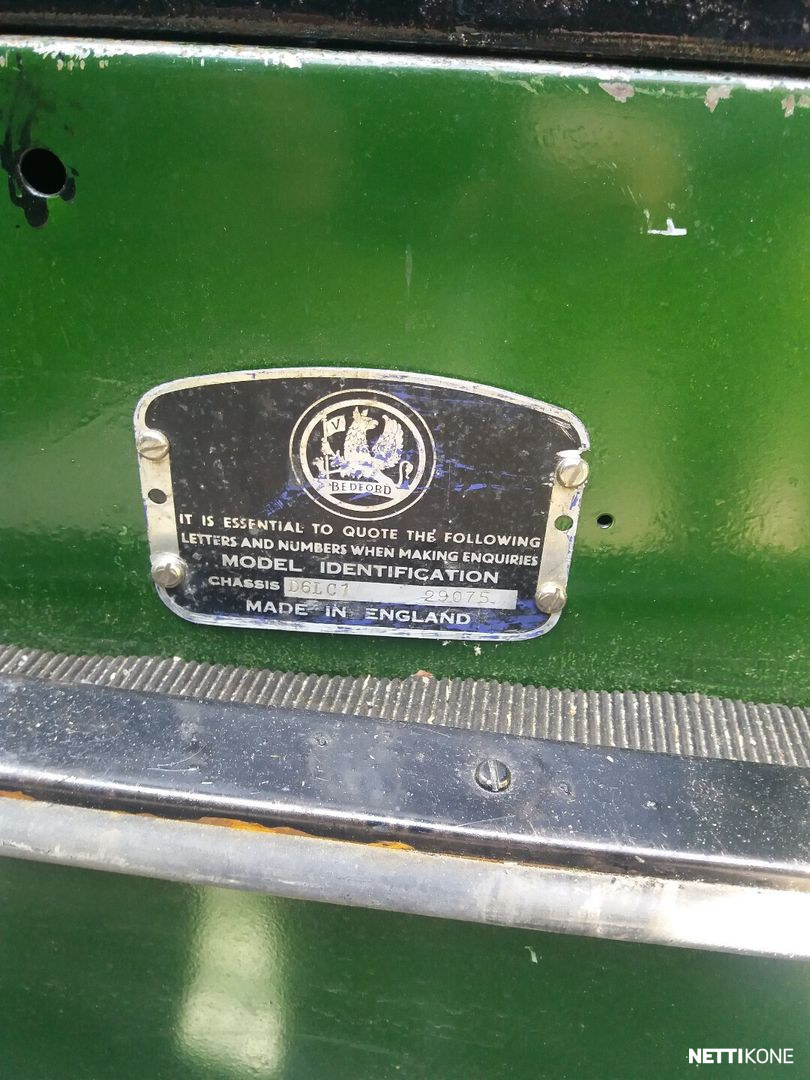 V
BEDFORD
IT IS ESSENTIAL TO QUOTE THE FOLLOWING
LETTERS AND NUMBERS WHEN MAKING ENQUIRIES
MODEL IDENTIFICATION
CHASSIS D6LC1 29075
MADE IN ENGLAND
NETTIKONE